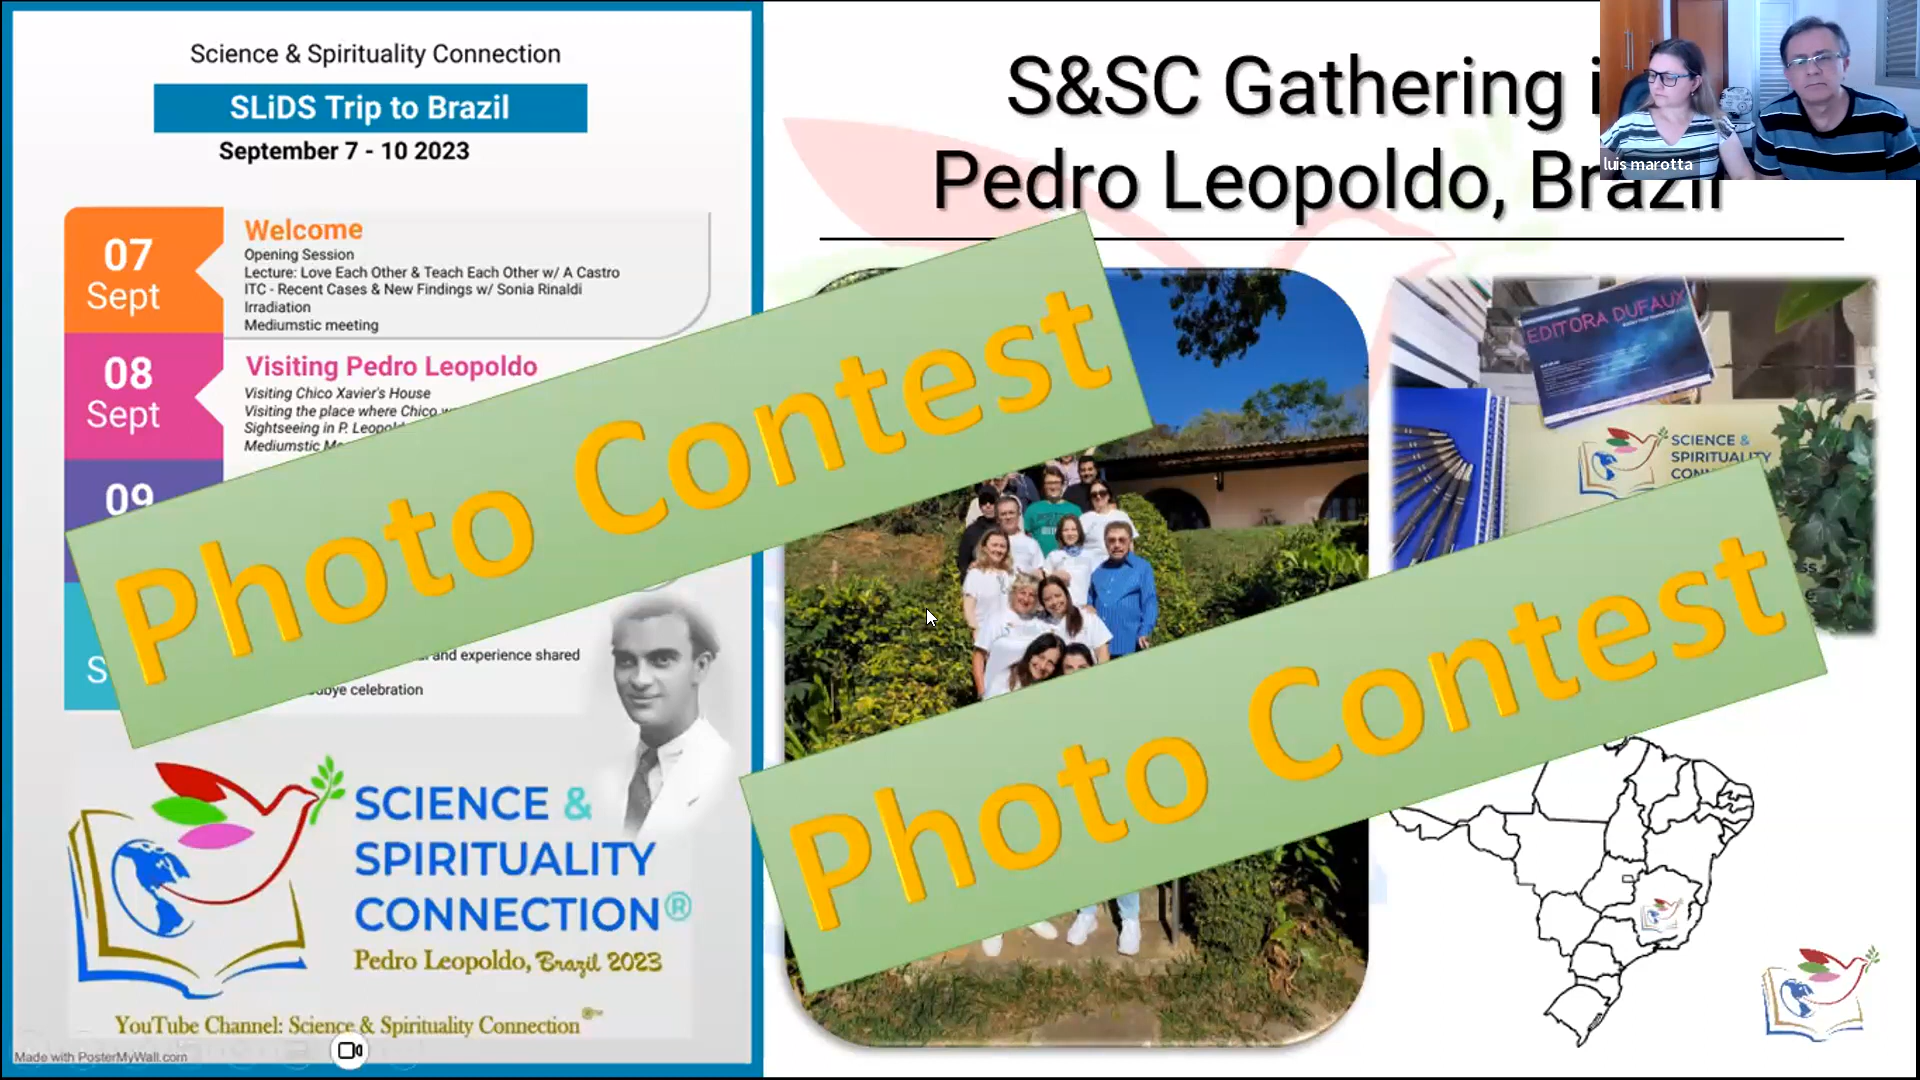 Science & Spirituality Connection
SLiDS Trip to Brazil
September 7 - 10 2023
07
Sept
Welcome
Opening Session
Lecture: Love Each Other & Teach Each Other w/ A Castro
ITC - Recent Cases & New Findings w/ Sonia Rinaldi
Irradiation
Mediumstic meeting
08
Sept
Visiting Pedro Leopoldo
Visiting Chico Xavier's House
Visiting the place where Chico
Sightseeing in P. Leopol
Mediumstic M
09
S
and experience shared
bye celebration
Photo Contest
SCIENCE &
SPIRITUALITY
CONNECTION®
Pedro Leopoldo, Brazil 2023
YouTube Channel: Science & Spirituality Connection
Made with PosterMyWall.com
S&SC Gathering i
Pedro Leopoldo, Brazil
luis marotta
EDITORA DUFAUX
SCIENCE &
SPIRITUALITY
CON
Photo Contest